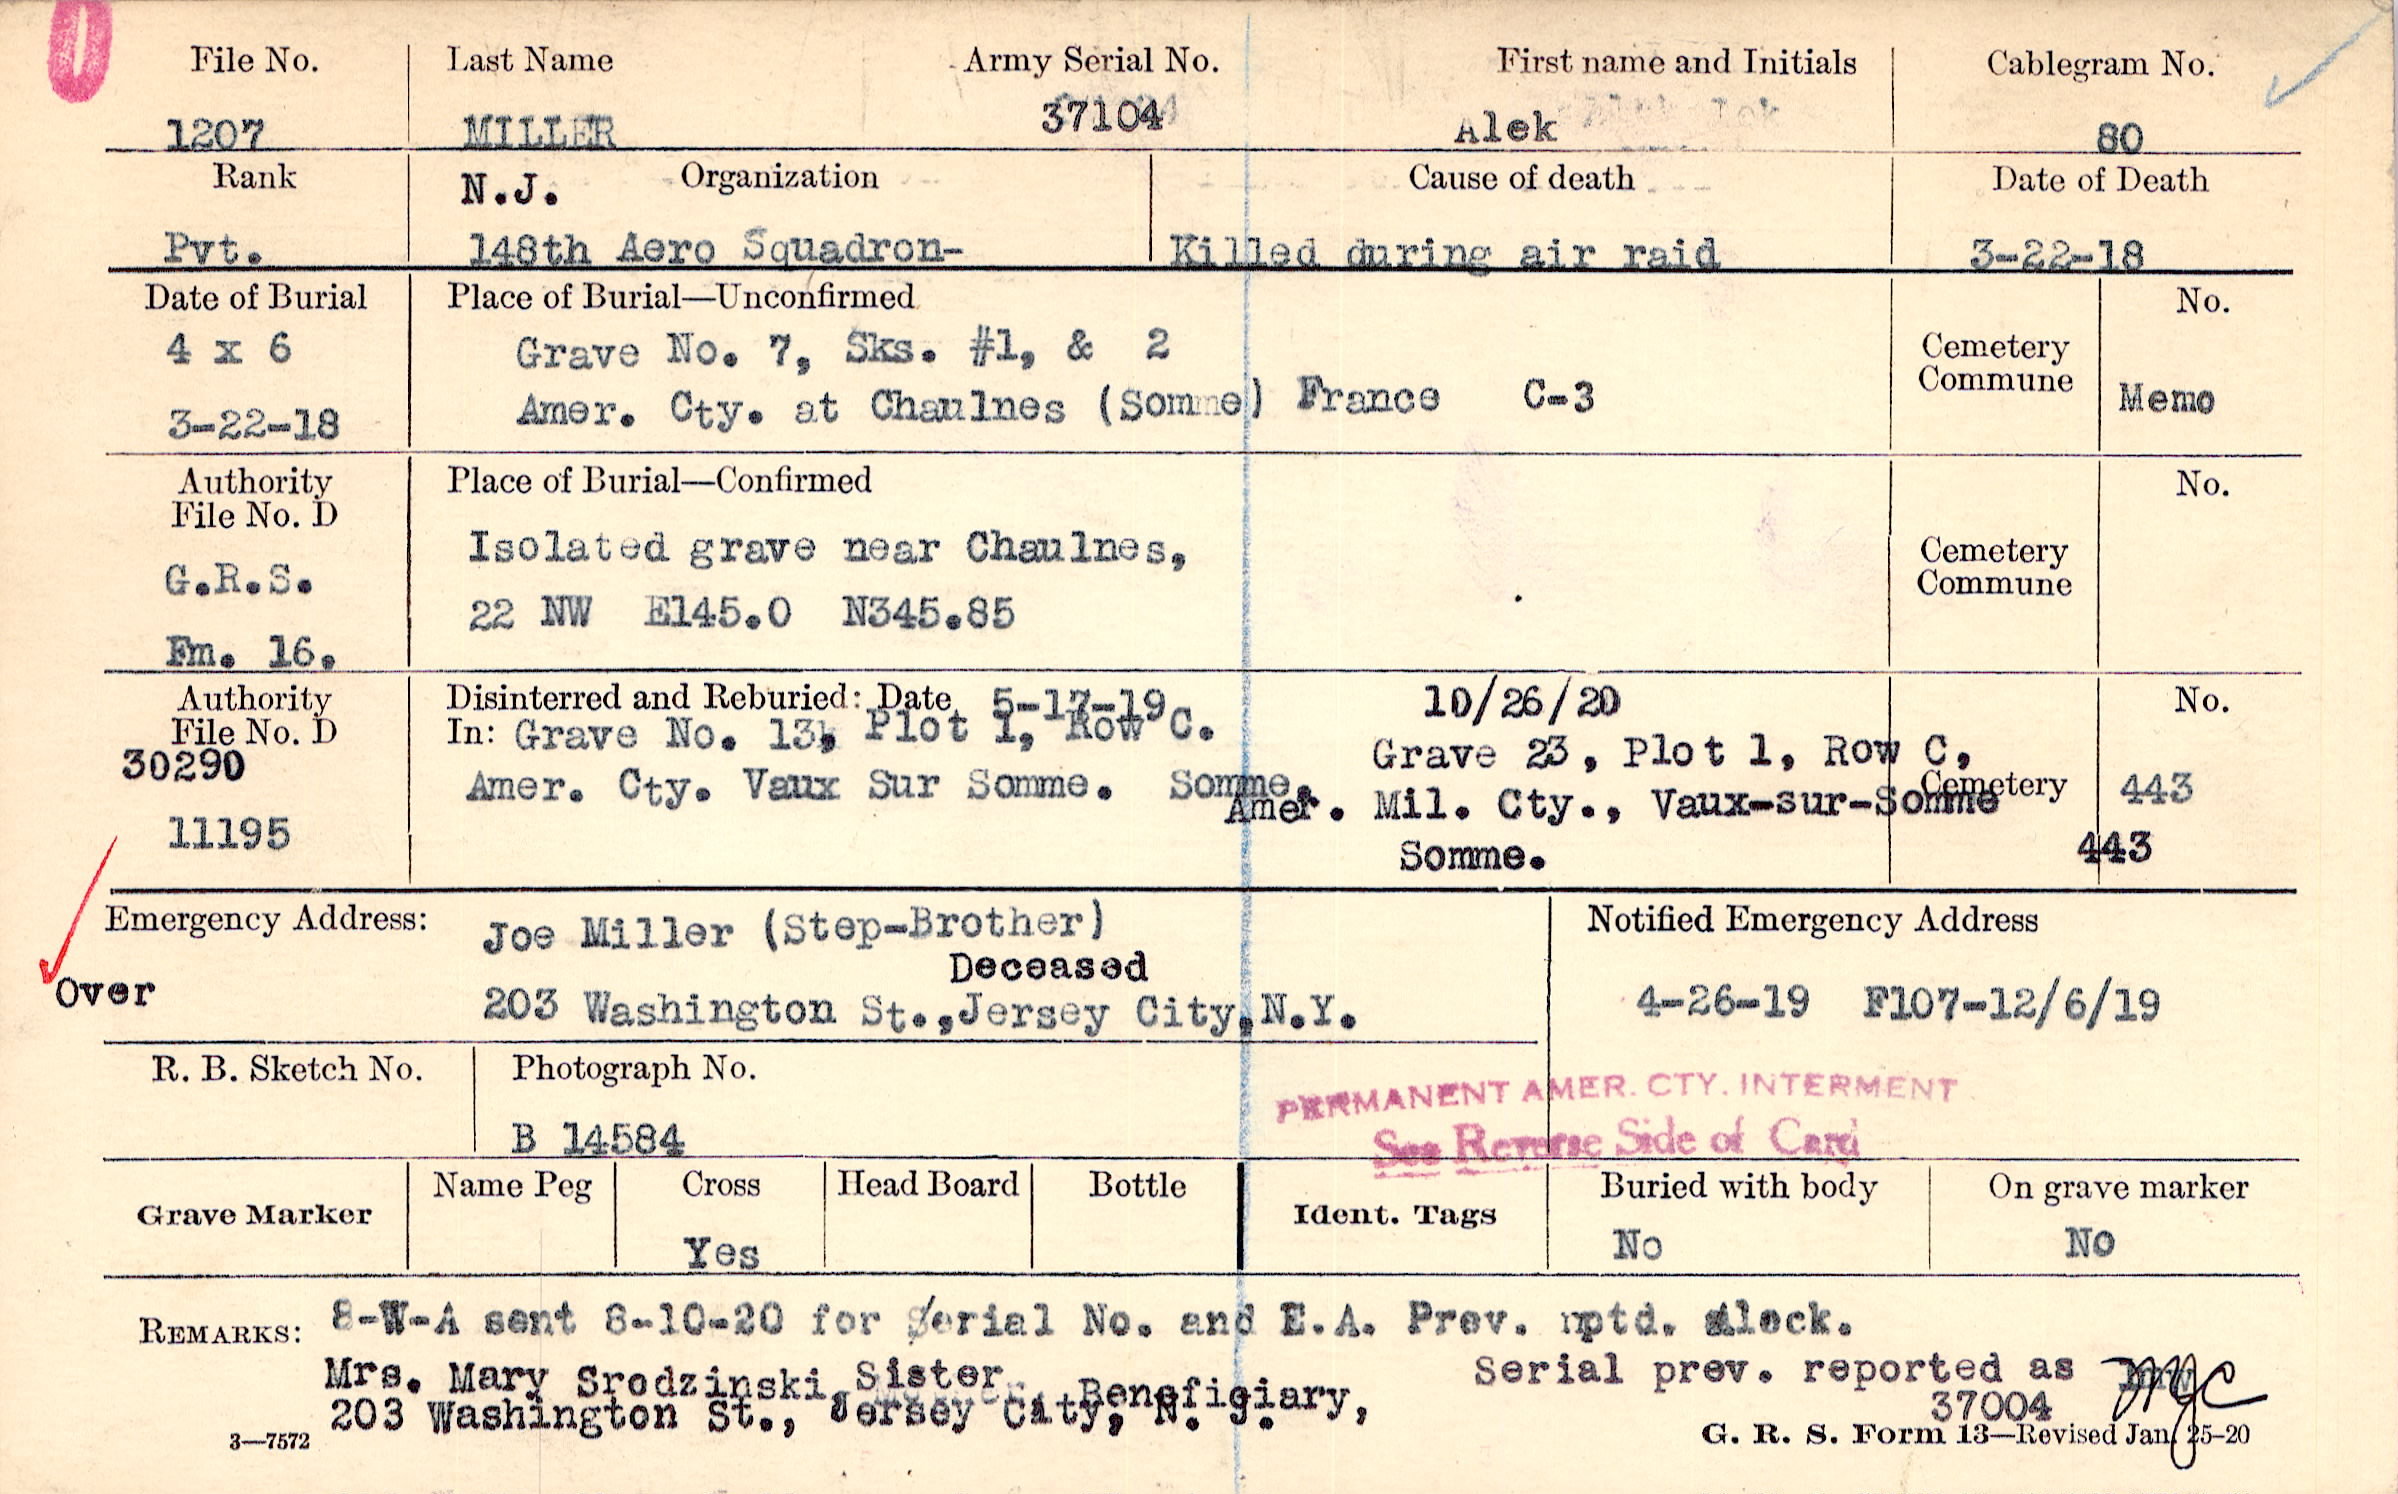 File No. Last Name Army Serial No. First name and Initials Cablegram No.
1207 MILLER 37104 Alek 80
Rank N.J. Organization Cause of death Date of Death
Pvt. 148th Aero Squadron- Killed during air raid 3-22-18
Date of Burial Place of Burial—Unconfirmed No.
4 x 6 Grave No. 7, Sks. #1, & 2 Cemetery
Commune
3-22-18 Amer. Cty. at Chaulnes (Somme) France C-3 Memo
Authority Place of Burial—Confirmed No.
File No. D
G.R.S. Isolated grave near Chaulnes, Cemetery
Commune
Fm. 16. 22 NW E145.0 N345.85
Authority Disinterred and Reburied: Date 5-17-19 10/26/20 No.
File No. D In: Grave No. 13, Plot 1, Row C.
30290 Grave 23, Plot 1, Row C,
Amer. Cty. Vaux Sur Somme. Somme. Cemetery 443
11195 Amer. Mil. Cty., Vaux-sur-Somme
Somme. 443
Emergency Address: Joe Miller (Step-Brother) Notified Emergency Address
Deceased
Over 203 Washington St., Jersey City, N.Y. 4-26-19 F107-12/6/19
R. B. Sketch No. Photograph No.
B 14584
PERMANENT AMER. CTY. INTERMENT
See Reverse Side of Card
Grave Marker Name Peg Cross Head Board Bottle Ident. Tags Buried with body On grave marker
Yes No No
REMARKS: 8-W-A sent 8-10-20 for Serial No. and E.A. Prev. rptd. Aleck.
Mrs. Mary Srodzinski, Sister, Beneficiary, Serial prev. reported as
37004
203 Washington St., Jersey City, N. J.
3—7572 G. R. S. Form 13—Revised Jan. 25-20